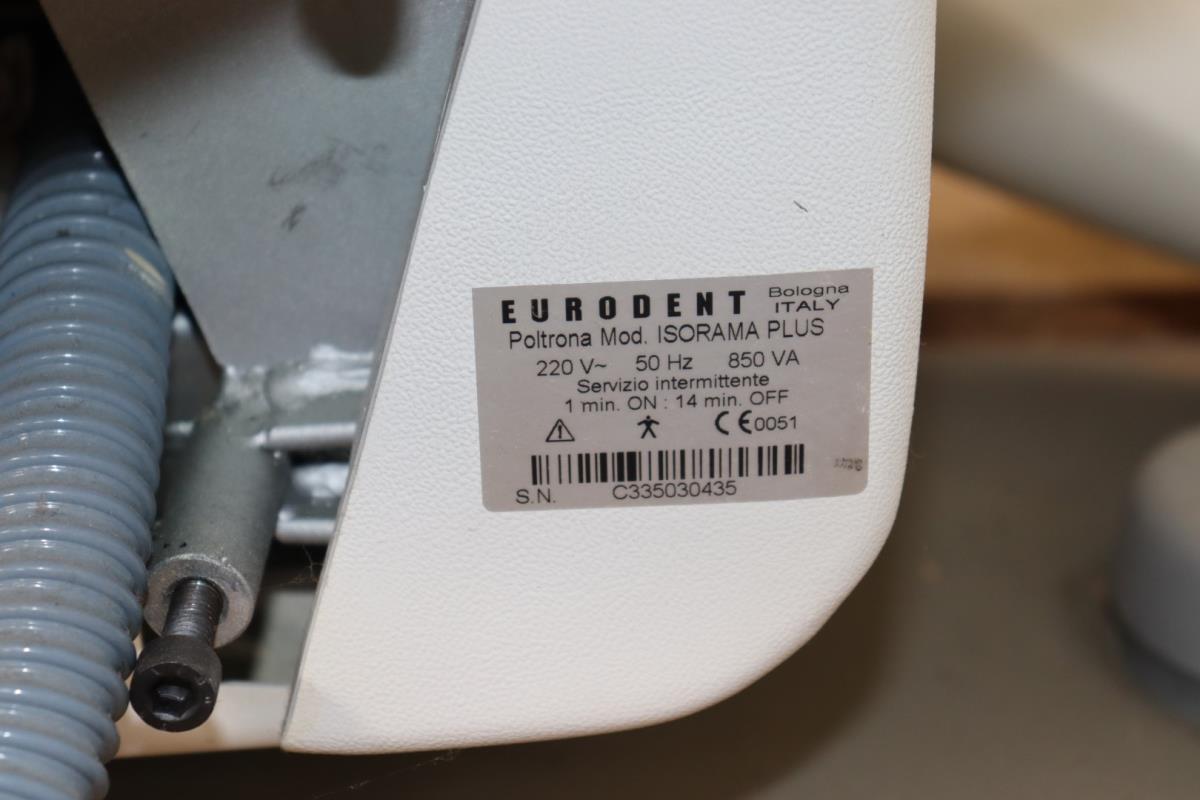 EURODENT Bologna ITALY
Poltrona Mod. ISORAMA PLUS
220 V~ 50 Hz 850 VA
Servizio intermittente
1 min. ON : 14 min. OFF
CE 0051
S.N. C335030435